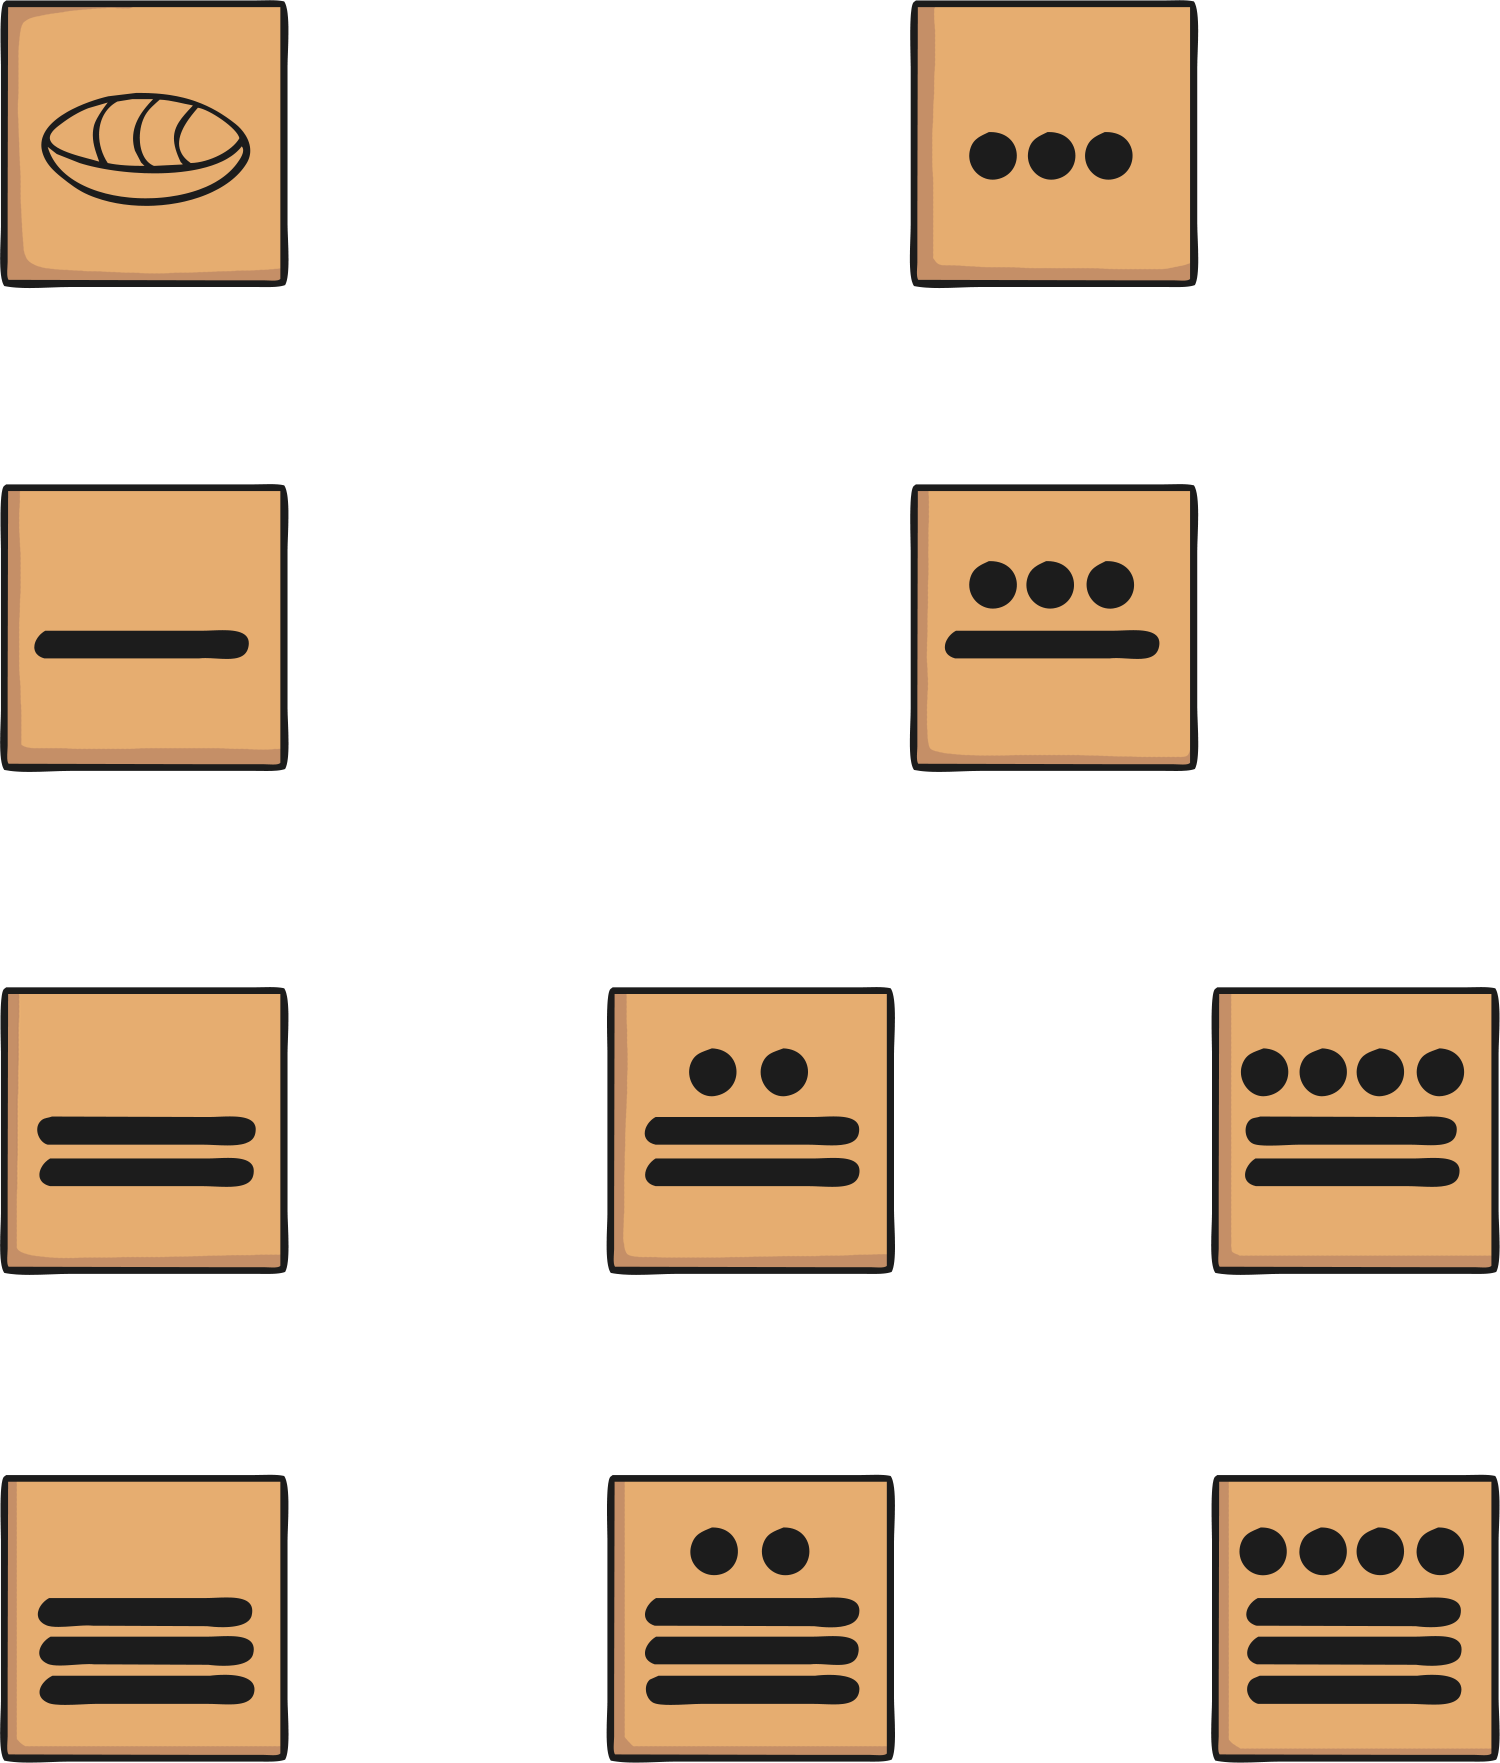 𝋠 𝋣
𝋥 𝋨
𝋪 𝋬 𝋮
𝋯 𝋱 𝋳